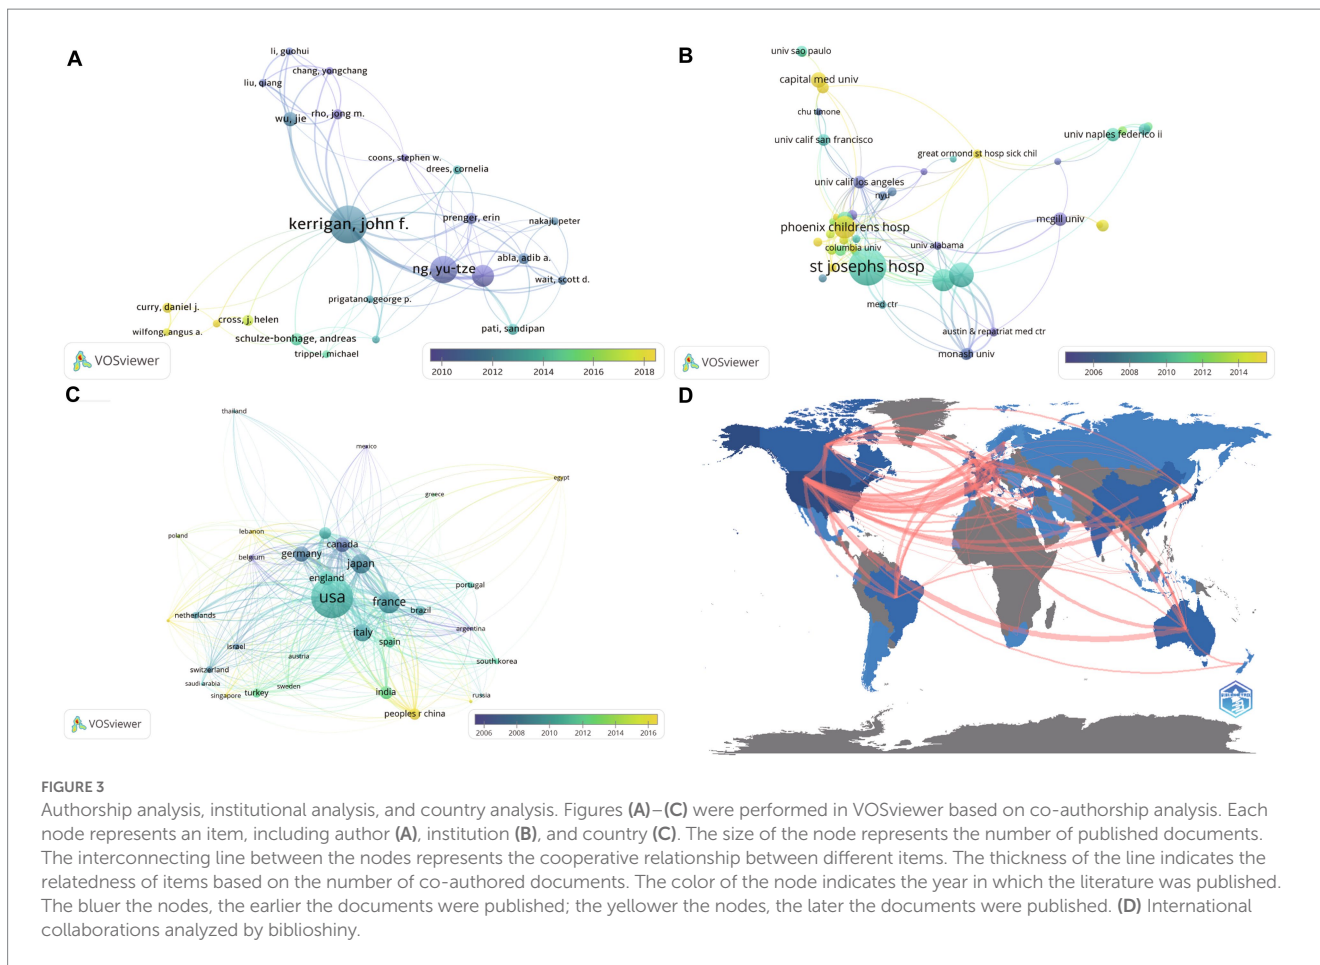 A
li, guohui
chang, yongchang
liu, qiang
rho, jong m.
wu, jie
coons, stephen w.
drees, cornelia
kerrigan, john f.
prenger, erin
nakaji, peter
abla, adib a.
ng, yu-tze
wait, scott d.
prigatano, george p.
curry, daniel j.
cross, j. helen
wilfong, angus a.
schulze-bonhage, andreas
pati, sandipan
trippel, michael
VOSviewer
2010 2012 2014 2016 2018
B
univ sao paulo
capital med univ
chu timone
univ calif san francisco
univ naples federico ii
great ormond st hosp sick chil
univ calif los angeles
nyu
mcgill univ
phoenix childrens hosp
columbia univ
univ alabama
st josephs hosp
med ctr
austin & repatriat med ctr
monash univ
VOSviewer
2006 2008 2010 2012 2014
C
thailand
mexico
egypt
greece
poland
lebanon
canada
belgium
germany
japan
england
portugal
usa
france
brazil
netherlands
italy
argentina
spain
israel
austria
south korea
switzerland
saudi arabia
sweden
singapore
turkey
india
russia
peoples r china
VOSviewer
2006 2008 2010 2012 2014 2016
D
FIGURE 3
Authorship analysis, institutional analysis, and country analysis. Figures (A)–(C) were performed in VOSviewer based on co-authorship analysis. Each
node represents an item, including author (A), institution (B), and country (C). The size of the node represents the number of published documents.
The interconnecting line between the nodes represents the cooperative relationship between different items. The thickness of the line indicates the
relatedness of items based on the number of co-authored documents. The color of the node indicates the year in which the literature was published.
The bluer the nodes, the earlier the documents were published; the yellower the nodes, the later the documents were published. (D) International
collaborations analyzed by biblioshiny.